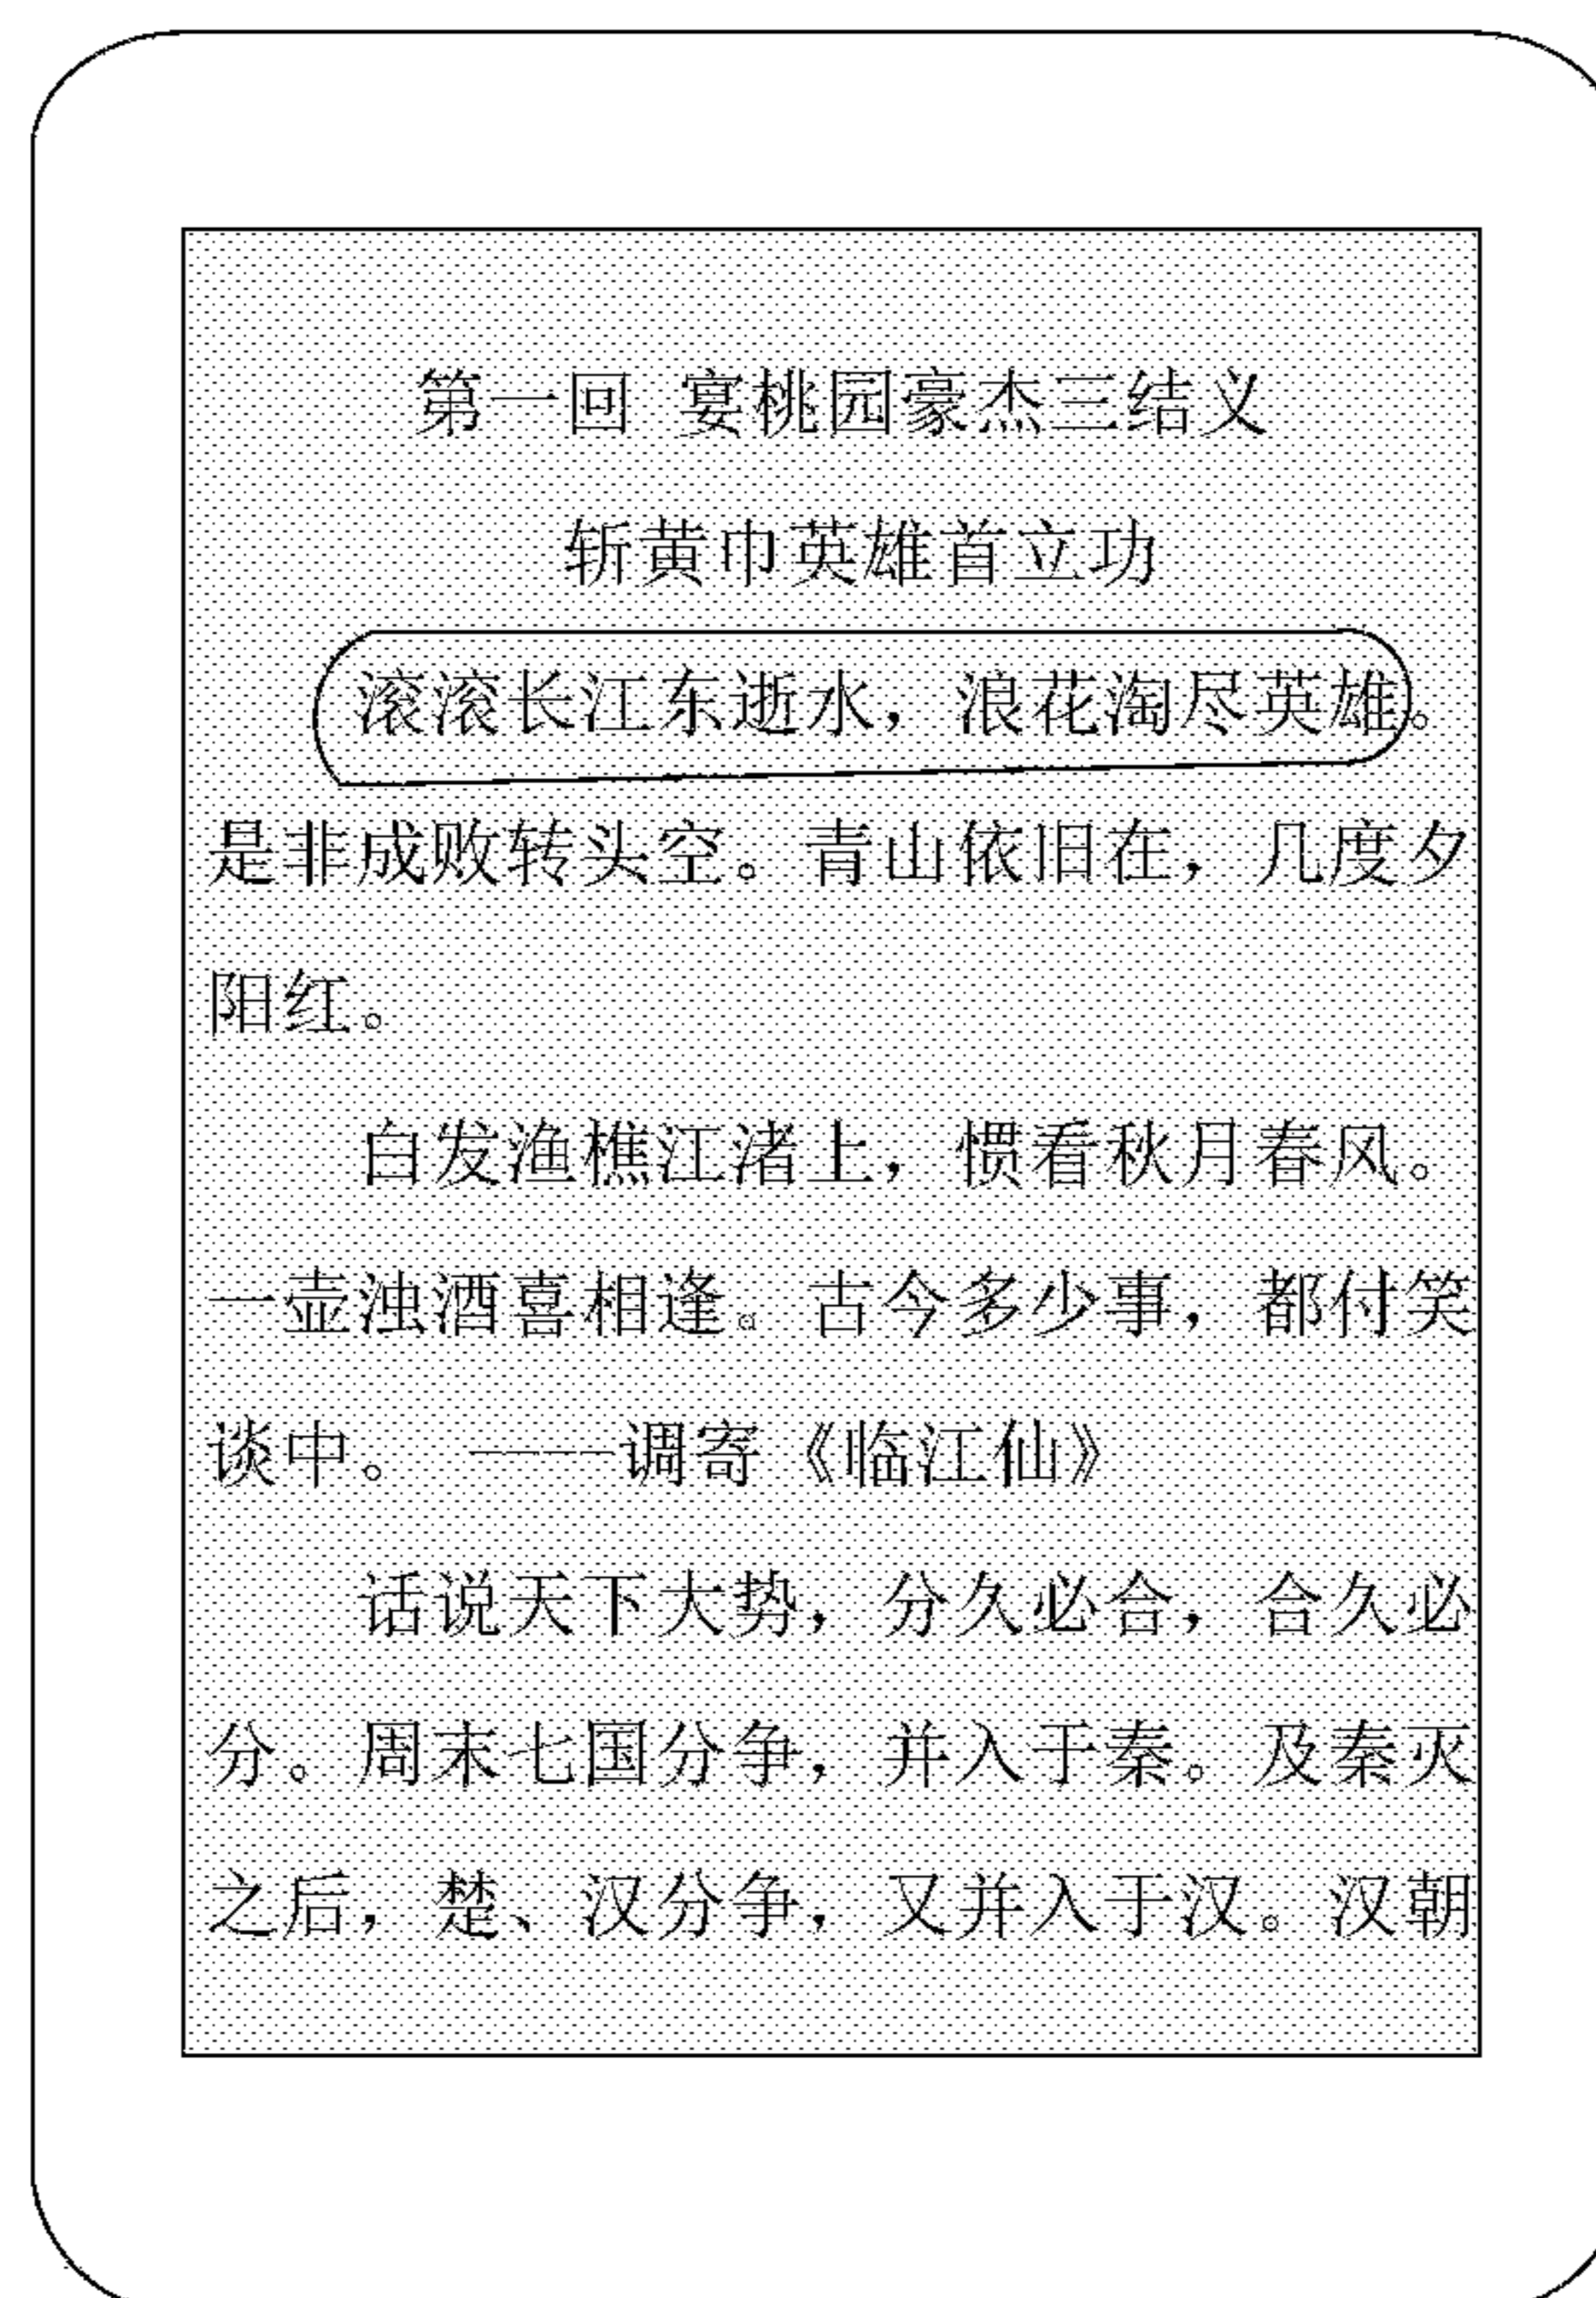 第一回 宴桃园豪杰三结义
斩黄巾英雄首立功
滚滚长江东逝水，浪花淘尽英雄。
是非成败转头空。青山依旧在，几度夕
阳红。
白发渔樵江渚上，惯看秋月春风。
一壶浊酒喜相逢。古今多少事，都付笑
谈中。 ----调寄《临江仙》
话说天下大势，分久必合，合久必
分。周末七国分争，并入于秦。及秦灭
之后，楚、汉分争，又并入于汉。汉朝